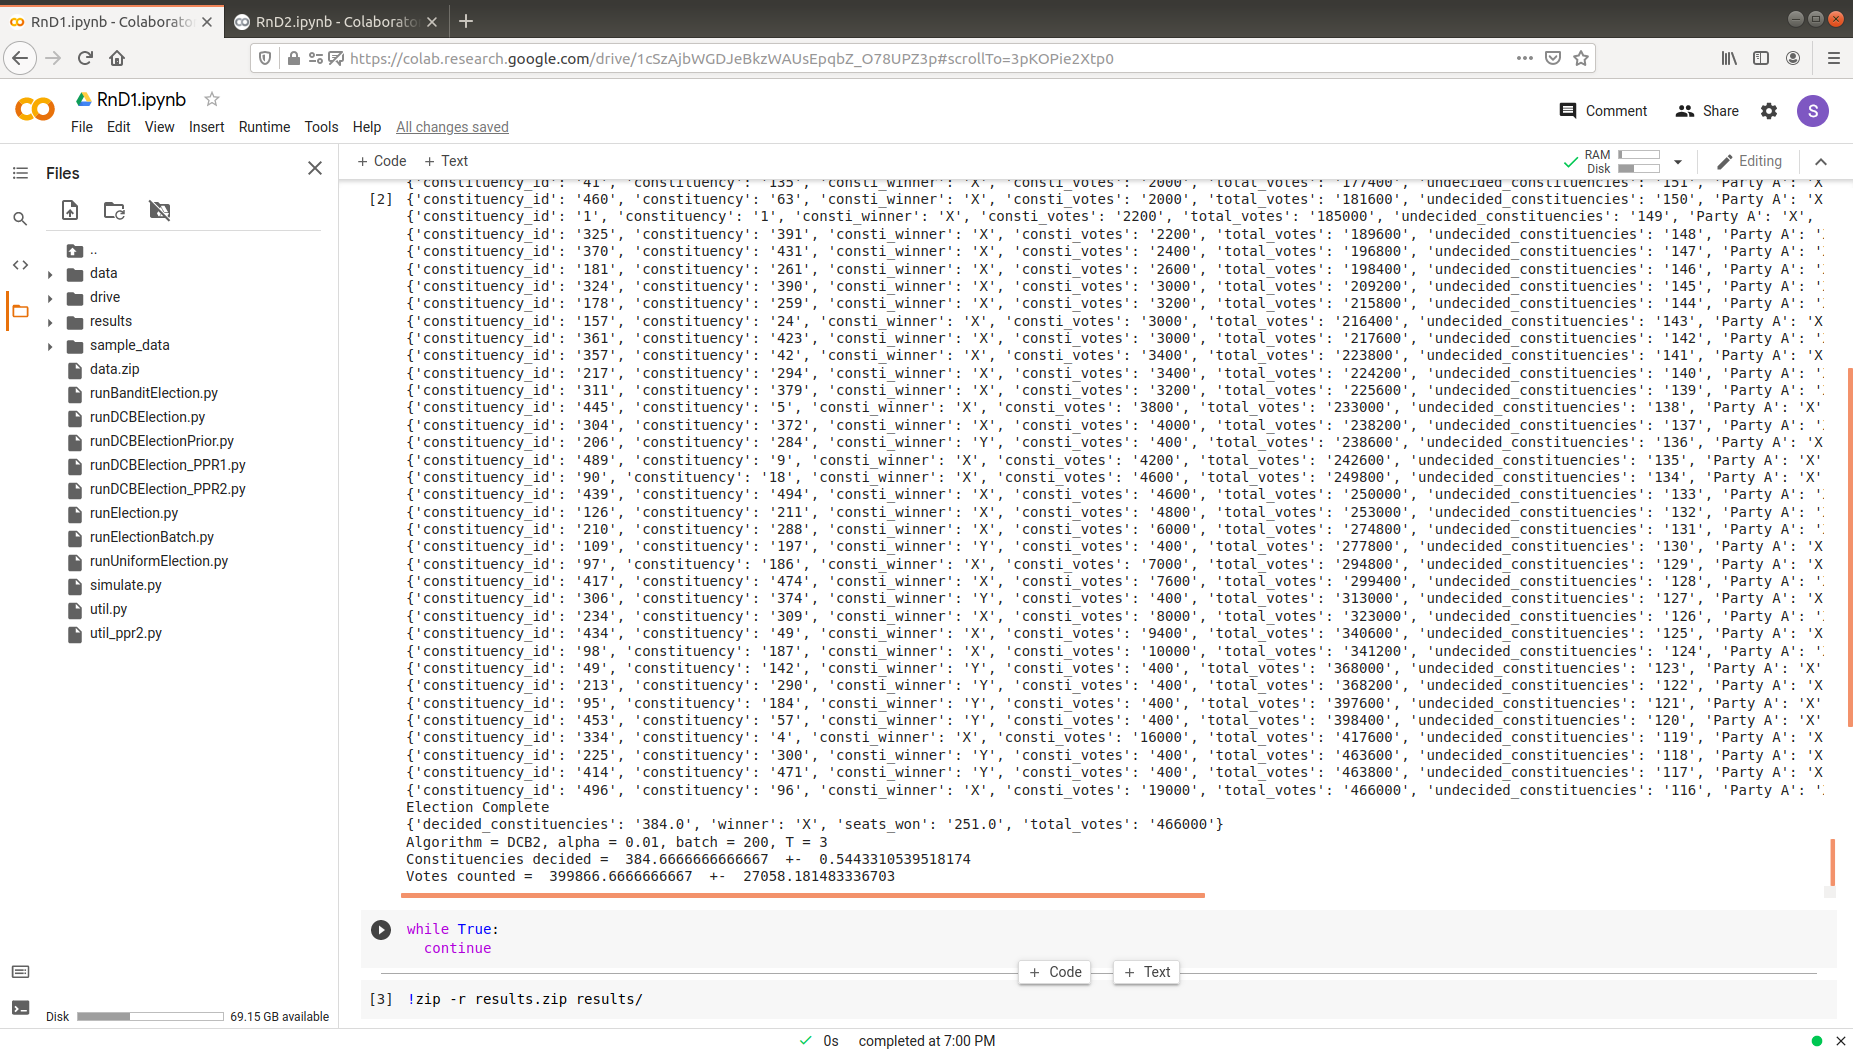 RnD1.ipynb - Colaborato
RnD2.ipynb - Colaborato
https://colab.research.google.com/drive/1cSzAjbWGDJeBkzWAUsEpqbZ_O78UPZ3p#scrollTo=3pKOPie2Xtp0
RnD1.ipynb
File Edit View Insert Runtime Tools Help All changes saved
Comment Share S
Files
+ Code + Text
RAM
Disk
Editing
..
data
drive
results
sample_data
data.zip
runBanditElection.py
runDCBElection.py
runDCBElectionPrior.py
runDCBElection_PPR1.py
runDCBElection_PPR2.py
runElection.py
runElectionBatch.py
runUniformElection.py
simulate.py
util.py
util_ppr2.py
Disk 69.15 GB available
[2]
{'constituency_id': '41', 'constituency': '135', 'consti_winner': 'X', 'consti_votes': '2000', 'total_votes': '177400', 'undecided_constituencies': '151', 'Party A': 'X
{'constituency_id': '460', 'constituency': '63', 'consti_winner': 'X', 'consti_votes': '2000', 'total_votes': '181600', 'undecided_constituencies': '150', 'Party A': 'X
{'constituency_id': '1', 'constituency': '1', 'consti_winner': 'X', 'consti_votes': '2200', 'total_votes': '185000', 'undecided_constituencies': '149', 'Party A': 'X',
{'constituency_id': '325', 'constituency': '391', 'consti_winner': 'X', 'consti_votes': '2200', 'total_votes': '189600', 'undecided_constituencies': '148', 'Party A': '
{'constituency_id': '370', 'constituency': '431', 'consti_winner': 'X', 'consti_votes': '2400', 'total_votes': '196800', 'undecided_constituencies': '147', 'Party A': '
{'constituency_id': '181', 'constituency': '261', 'consti_winner': 'X', 'consti_votes': '2600', 'total_votes': '198400', 'undecided_constituencies': '146', 'Party A': '
{'constituency_id': '324', 'constituency': '390', 'consti_winner': 'X', 'consti_votes': '3000', 'total_votes': '209200', 'undecided_constituencies': '145', 'Party A': '
{'constituency_id': '178', 'constituency': '259', 'consti_winner': 'X', 'consti_votes': '3200', 'total_votes': '215800', 'undecided_constituencies': '144', 'Party A': '
{'constituency_id': '157', 'constituency': '24', 'consti_winner': 'X', 'consti_votes': '3000', 'total_votes': '216400', 'undecided_constituencies': '143', 'Party A': 'X
{'constituency_id': '361', 'constituency': '423', 'consti_winner': 'X', 'consti_votes': '3000', 'total_votes': '217600', 'undecided_constituencies': '142', 'Party A': '
{'constituency_id': '357', 'constituency': '42', 'consti_winner': 'X', 'consti_votes': '3400', 'total_votes': '223800', 'undecided_constituencies': '141', 'Party A': 'X
{'constituency_id': '217', 'constituency': '294', 'consti_winner': 'X', 'consti_votes': '3400', 'total_votes': '224200', 'undecided_constituencies': '140', 'Party A': '
{'constituency_id': '311', 'constituency': '379', 'consti_winner': 'X', 'consti_votes': '3200', 'total_votes': '225600', 'undecided_constituencies': '139', 'Party A': '
{'constituency_id': '445', 'constituency': '5', 'consti_winner': 'X', 'consti_votes': '3800', 'total_votes': '233000', 'undecided_constituencies': '138', 'Party A': 'X'
{'constituency_id': '304', 'constituency': '372', 'consti_winner': 'X', 'consti_votes': '4000', 'total_votes': '238200', 'undecided_constituencies': '137', 'Party A': '
{'constituency_id': '206', 'constituency': '284', 'consti_winner': 'Y', 'consti_votes': '400', 'total_votes': '238600', 'undecided_constituencies': '136', 'Party A': 'X
{'constituency_id': '489', 'constituency': '9', 'consti_winner': 'X', 'consti_votes': '4200', 'total_votes': '242600', 'undecided_constituencies': '135', 'Party A': 'X'
{'constituency_id': '90', 'constituency': '18', 'consti_winner': 'X', 'consti_votes': '4600', 'total_votes': '249800', 'undecided_constituencies': '134', 'Party A': 'X'
{'constituency_id': '439', 'constituency': '494', 'consti_winner': 'X', 'consti_votes': '4600', 'total_votes': '250000', 'undecided_constituencies': '133', 'Party A': '
{'constituency_id': '126', 'constituency': '211', 'consti_winner': 'X', 'consti_votes': '4800', 'total_votes': '253000', 'undecided_constituencies': '132', 'Party A': '
{'constituency_id': '210', 'constituency': '288', 'consti_winner': 'X', 'consti_votes': '6000', 'total_votes': '274800', 'undecided_constituencies': '131', 'Party A': '
{'constituency_id': '109', 'constituency': '197', 'consti_winner': 'Y', 'consti_votes': '400', 'total_votes': '277800', 'undecided_constituencies': '130', 'Party A': 'X
{'constituency_id': '97', 'constituency': '186', 'consti_winner': 'X', 'consti_votes': '7000', 'total_votes': '294800', 'undecided_constituencies': '129', 'Party A': 'X
{'constituency_id': '417', 'constituency': '474', 'consti_winner': 'X', 'consti_votes': '7600', 'total_votes': '299400', 'undecided_constituencies': '128', 'Party A': '
{'constituency_id': '306', 'constituency': '374', 'consti_winner': 'Y', 'consti_votes': '400', 'total_votes': '313000', 'undecided_constituencies': '127', 'Party A': 'X
{'constituency_id': '234', 'constituency': '309', 'consti_winner': 'X', 'consti_votes': '8000', 'total_votes': '323000', 'undecided_constituencies': '126', 'Party A': '
{'constituency_id': '434', 'constituency': '49', 'consti_winner': 'X', 'consti_votes': '9400', 'total_votes': '340600', 'undecided_constituencies': '125', 'Party A': 'X
{'constituency_id': '98', 'constituency': '187', 'consti_winner': 'X', 'consti_votes': '10000', 'total_votes': '341200', 'undecided_constituencies': '124', 'Party A': '
{'constituency_id': '49', 'constituency': '142', 'consti_winner': 'Y', 'consti_votes': '400', 'total_votes': '368000', 'undecided_constituencies': '123', 'Party A': 'X'
{'constituency_id': '213', 'constituency': '290', 'consti_winner': 'Y', 'consti_votes': '400', 'total_votes': '368200', 'undecided_constituencies': '122', 'Party A': 'X
{'constituency_id': '95', 'constituency': '184', 'consti_winner': 'Y', 'consti_votes': '400', 'total_votes': '397600', 'undecided_constituencies': '121', 'Party A': 'X'
{'constituency_id': '453', 'constituency': '57', 'consti_winner': 'Y', 'consti_votes': '400', 'total_votes': '398400', 'undecided_constituencies': '120', 'Party A': 'X'
{'constituency_id': '334', 'constituency': '4', 'consti_winner': 'X', 'consti_votes': '16000', 'total_votes': '417600', 'undecided_constituencies': '119', 'Party A': 'X
{'constituency_id': '225', 'constituency': '300', 'consti_winner': 'Y', 'consti_votes': '400', 'total_votes': '463600', 'undecided_constituencies': '118', 'Party A': 'X
{'constituency_id': '414', 'constituency': '471', 'consti_winner': 'Y', 'consti_votes': '400', 'total_votes': '463800', 'undecided_constituencies': '117', 'Party A': 'X
{'constituency_id': '496', 'constituency': '96', 'consti_winner': 'X', 'consti_votes': '19000', 'total_votes': '466000', 'undecided_constituencies': '116', 'Party A': '
Election Complete
{'decided_constituencies': '384.0', 'winner': 'X', 'seats_won': '251.0', 'total_votes': '466000'}
Algorithm = DCB2, alpha = 0.01, batch = 200, T = 3
Constituencies decided =  384.6666666666667  +-  0.5443310539518174
Votes counted =  399866.6666666667  +-  27058.181483336703
while True:
continue
+ Code + Text
[3] !zip -r results.zip results/
0s completed at 7:00 PM